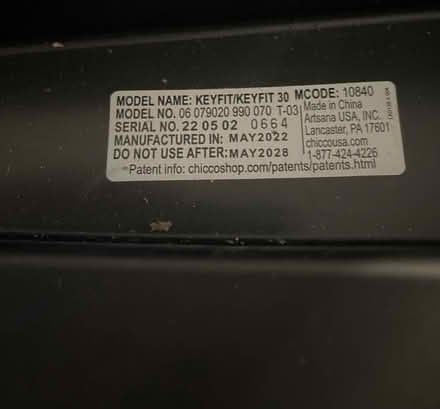 MODEL NAME: KEYFIT/KEYFIT 30 MCODE: 10840
MODEL NO. 06 079020 990 070 T-03
SERIAL NO. 22 05 02 0664
MANUFACTURED IN: MAY2022
DO NOT USE AFTER: MAY2028
Made in China
Artsana USA, INC.
Lancaster, PA 17601
chiccousa.com
1-877-424-4226
Patent info: chiccoshop.com/patents/patents.html